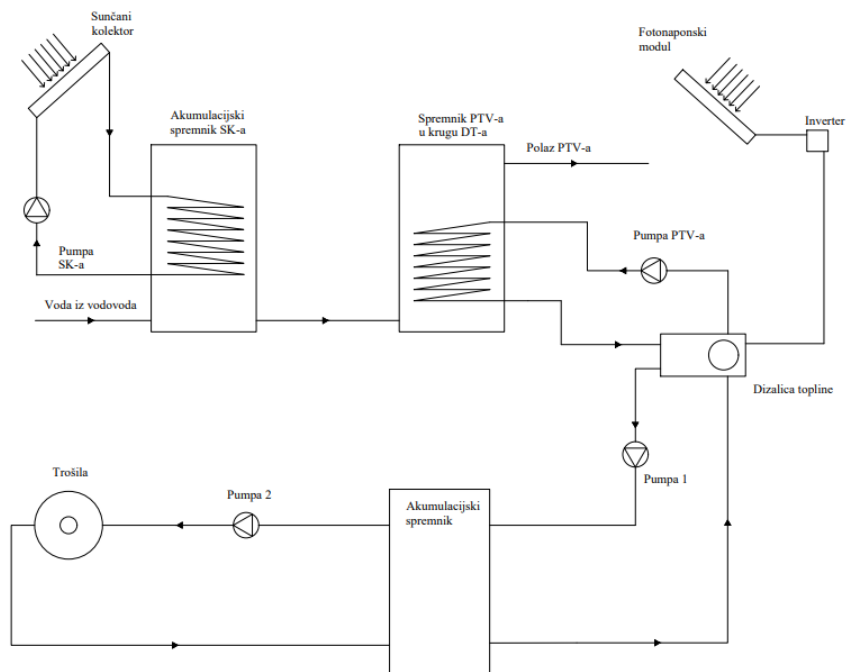 Sunčani
kolektor
Fotonaponski
modul
Akumulacijski
spremnik SK-a
Spremnik PTV-a
u krugu DT-a
Inverter
Polaz PTV-a
Pumpa PTV-a
Pumpa
SK-a
Voda iz vodovoda
Dizalica topline
Trošila
Pumpa 2
Akumulacijski
spremnik
Pumpa 1